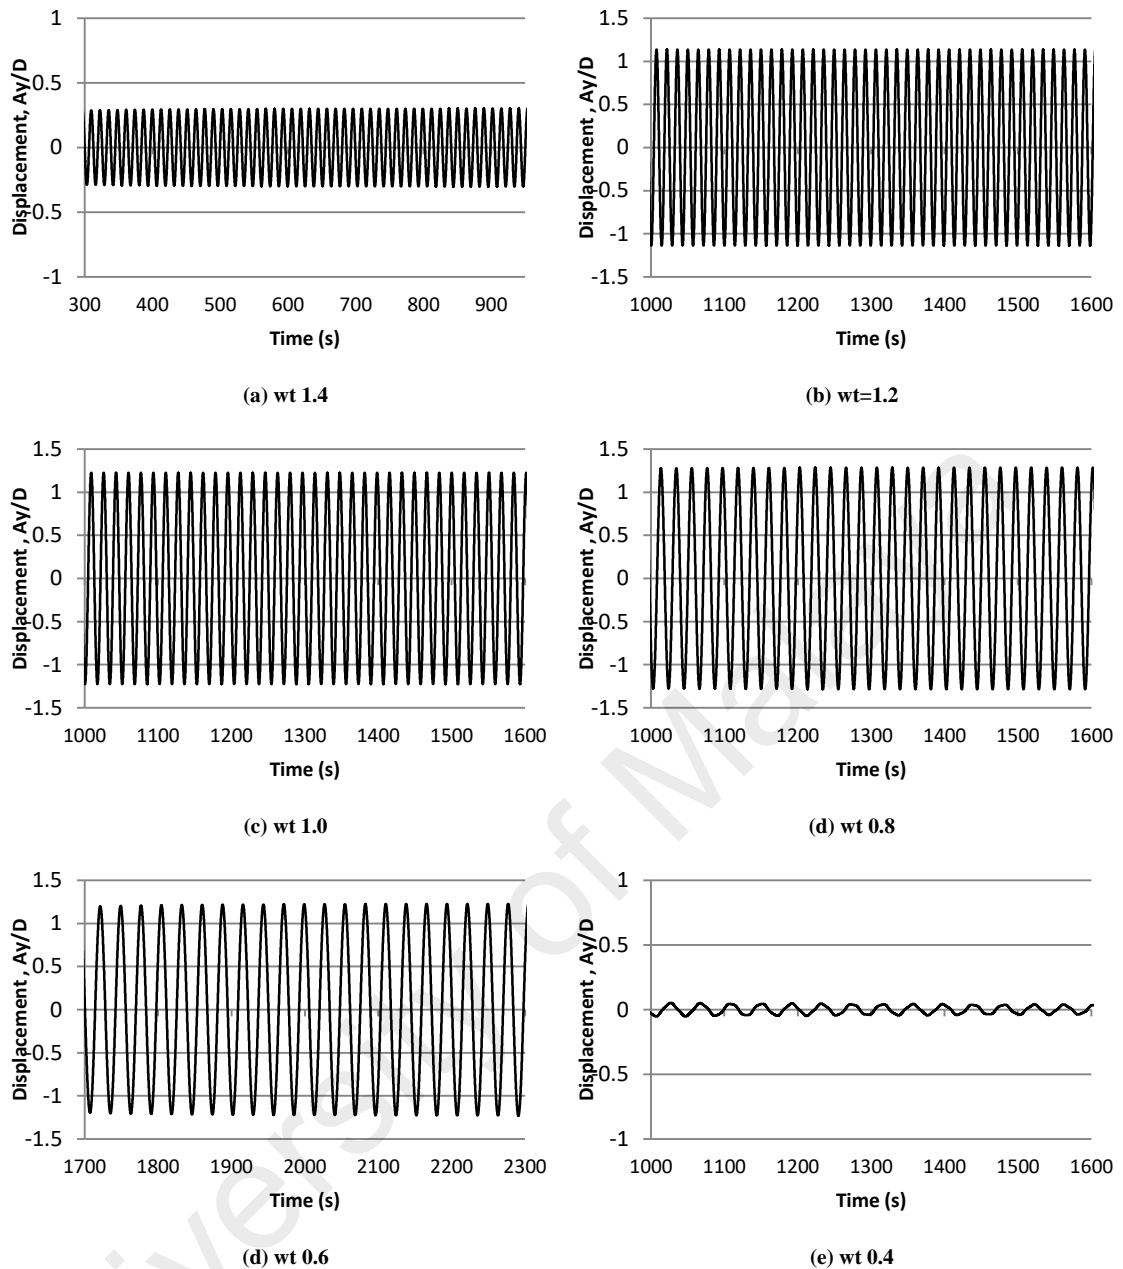 1
0.5
0
-0.5
-1
300 400 500 600 700 800 900
Displacement, Ay/D
Time (s)
(a) wt 1.4
1.5
1
0.5
0
-0.5
-1
-1.5
1000 1100 1200 1300 1400 1500 1600
Displacement , Ay/D
Time (s)
(b) wt=1.2
1.5
1
0.5
0
-0.5
-1
-1.5
1000 1100 1200 1300 1400 1500 1600
Displacement , Ay/D
Time (s)
(c) wt 1.0
1.5
1
0.5
0
-0.5
-1
-1.5
1000 1100 1200 1300 1400 1500 1600
Displacement , Ay/D
Time (s)
(d) wt 0.8
1.5
1
0.5
0
-0.5
-1
-1.5
1700 1800 1900 2000 2100 2200 2300
Displacement , Ay/D
Time (s)
(d) wt 0.6
1
0.5
0
-0.5
-1
1000 1100 1200 1300 1400 1500 1600
Displacement , Ay/D
Time (s)
(e) wt 0.4
iversity of Malaya